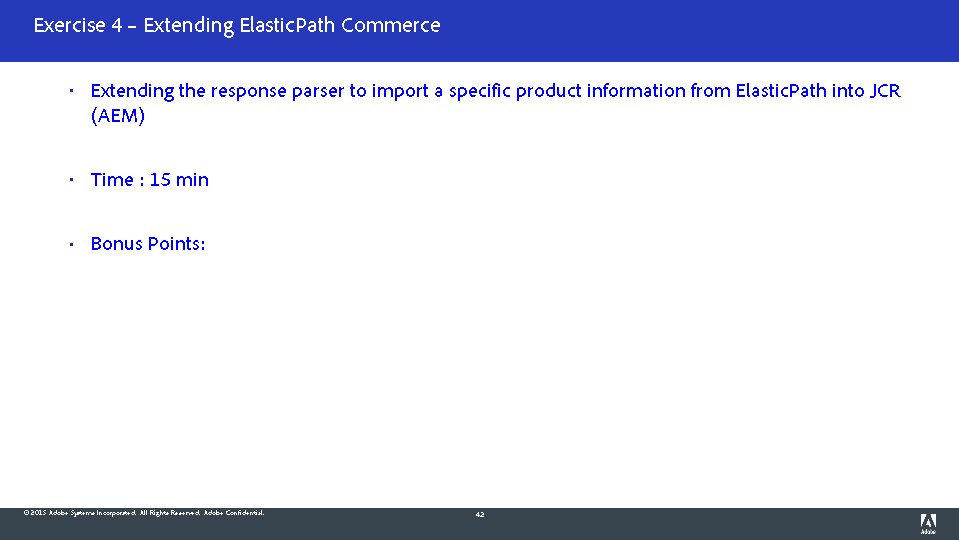 Exercise 4 – Extending ElasticPath Commerce
• Extending the response parser to import a specific product information from ElasticPath into JCR
(AEM)
• Time : 15 min
• Bonus Points:
© 2015 Adobe Systems Incorporated. All Rights Reserved. Adobe Confidential.
42
Adobe